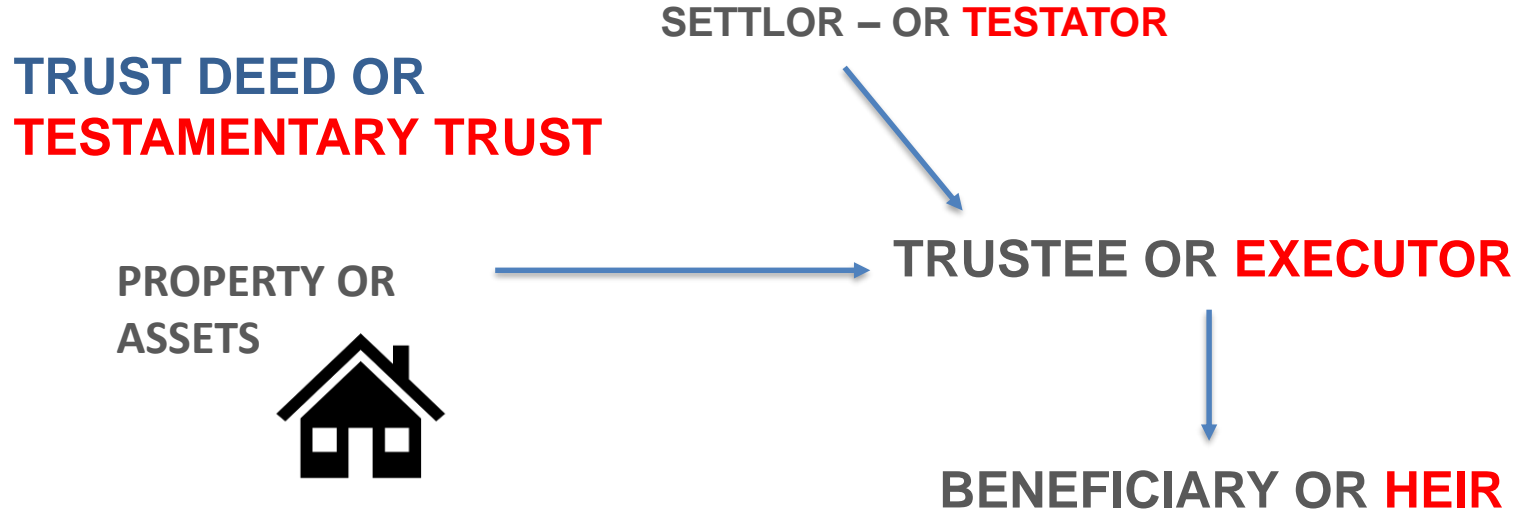 SETTLOR – OR TESTATOR
TRUST DEED OR
TESTAMENTARY TRUST
TRUSTEE OR EXECUTOR
PROPERTY OR
ASSETS
BENEFICIARY OR HEIR